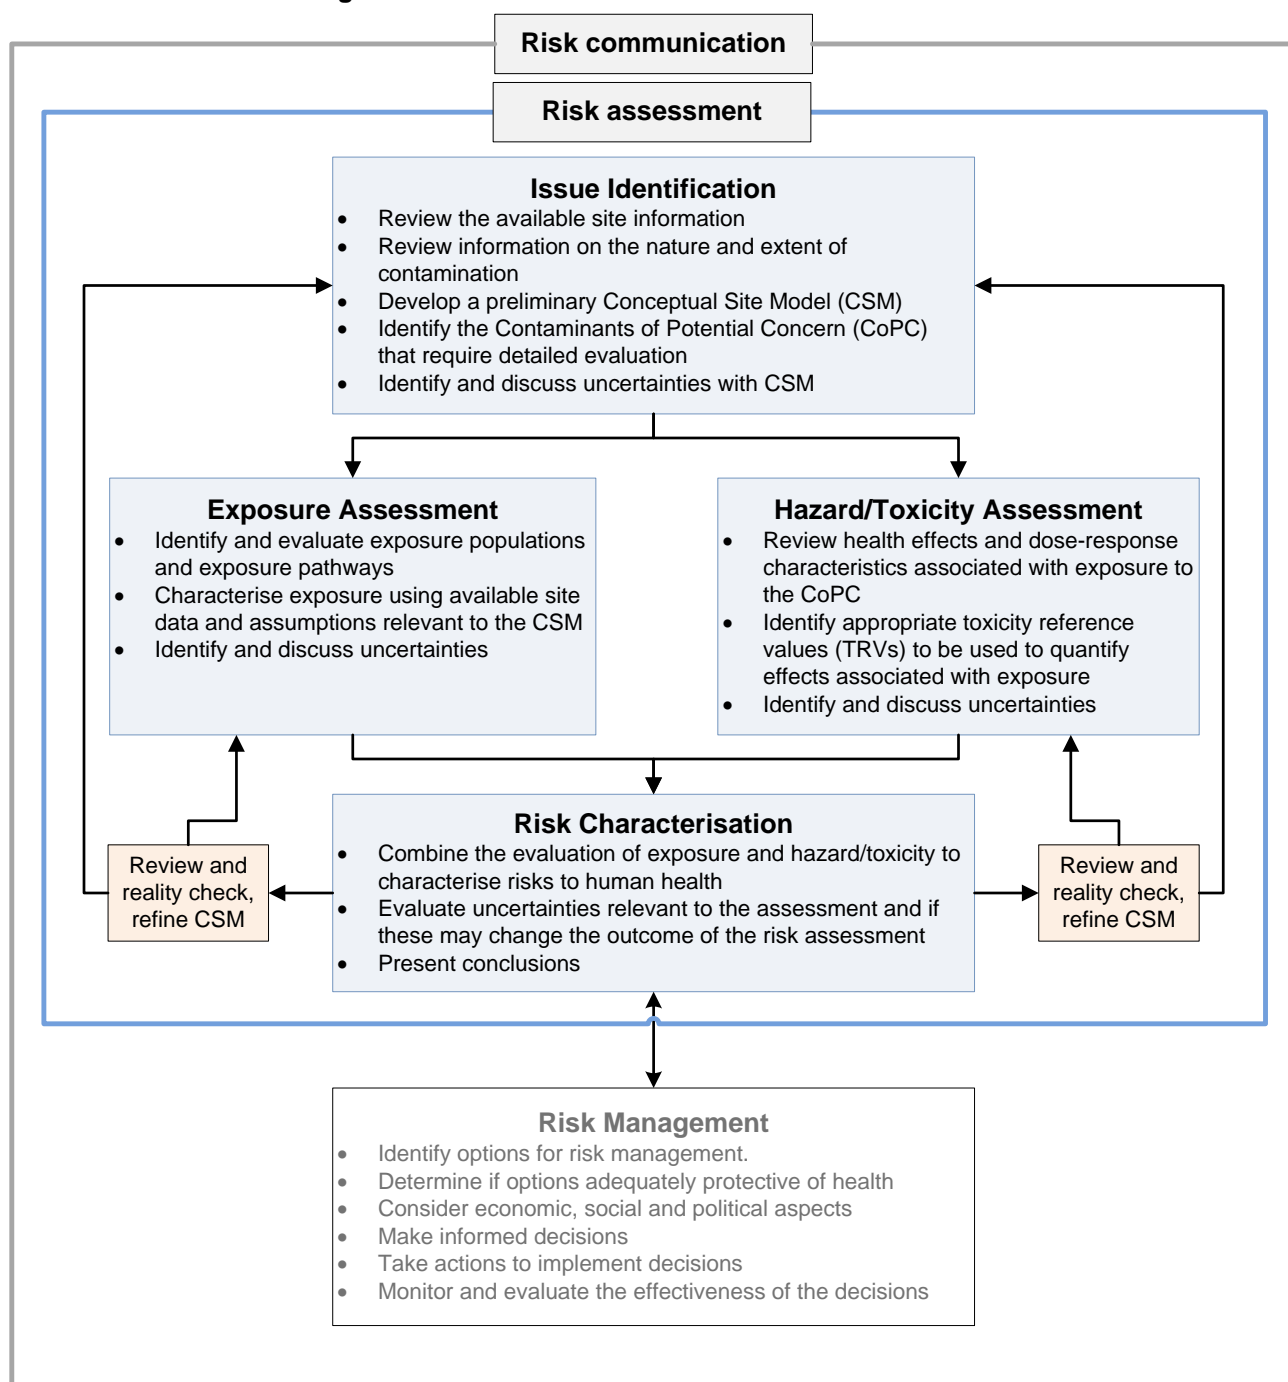 Risk communication
Risk assessment
Issue Identification
• Review the available site information
• Review information on the nature and extent of
contamination
• Develop a preliminary Conceptual Site Model (CSM)
• Identify the Contaminants of Potential Concern (CoPC)
that require detailed evaluation
• Identify and discuss uncertainties with CSM
Exposure Assessment
• Identify and evaluate exposure populations
and exposure pathways
• Characterise exposure using available site
data and assumptions relevant to the CSM
• Identify and discuss uncertainties
Hazard/Toxicity Assessment
• Review health effects and dose-response
characteristics associated with exposure to
the CoPC
• Identify appropriate toxicity reference
values (TRVs) to be used to quantify
effects associated with exposure
• Identify and discuss uncertainties
Review and
reality check,
refine CSM
Risk Characterisation
• Combine the evaluation of exposure and hazard/toxicity to
characterise risks to human health
• Evaluate uncertainties relevant to the assessment and if
these may change the outcome of the risk assessment
• Present conclusions
Review and
reality check,
refine CSM
Risk Management
• Identify options for risk management.
• Determine if options adequately protective of health
• Consider economic, social and political aspects
• Make informed decisions
• Take actions to implement decisions
• Monitor and evaluate the effectiveness of the decisions